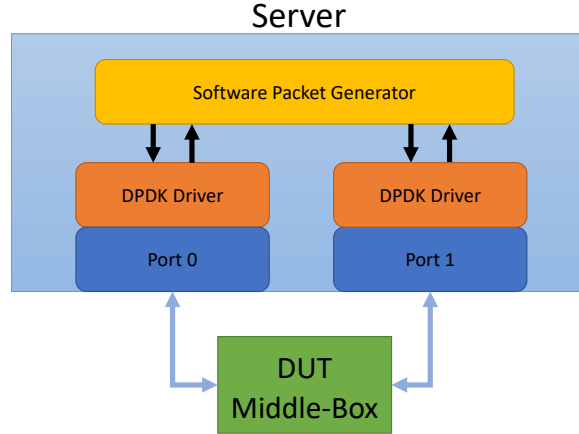 Server
Software Packet Generator
DPDK Driver
DPDK Driver
Port 0
Port 1
DUT
Middle-Box